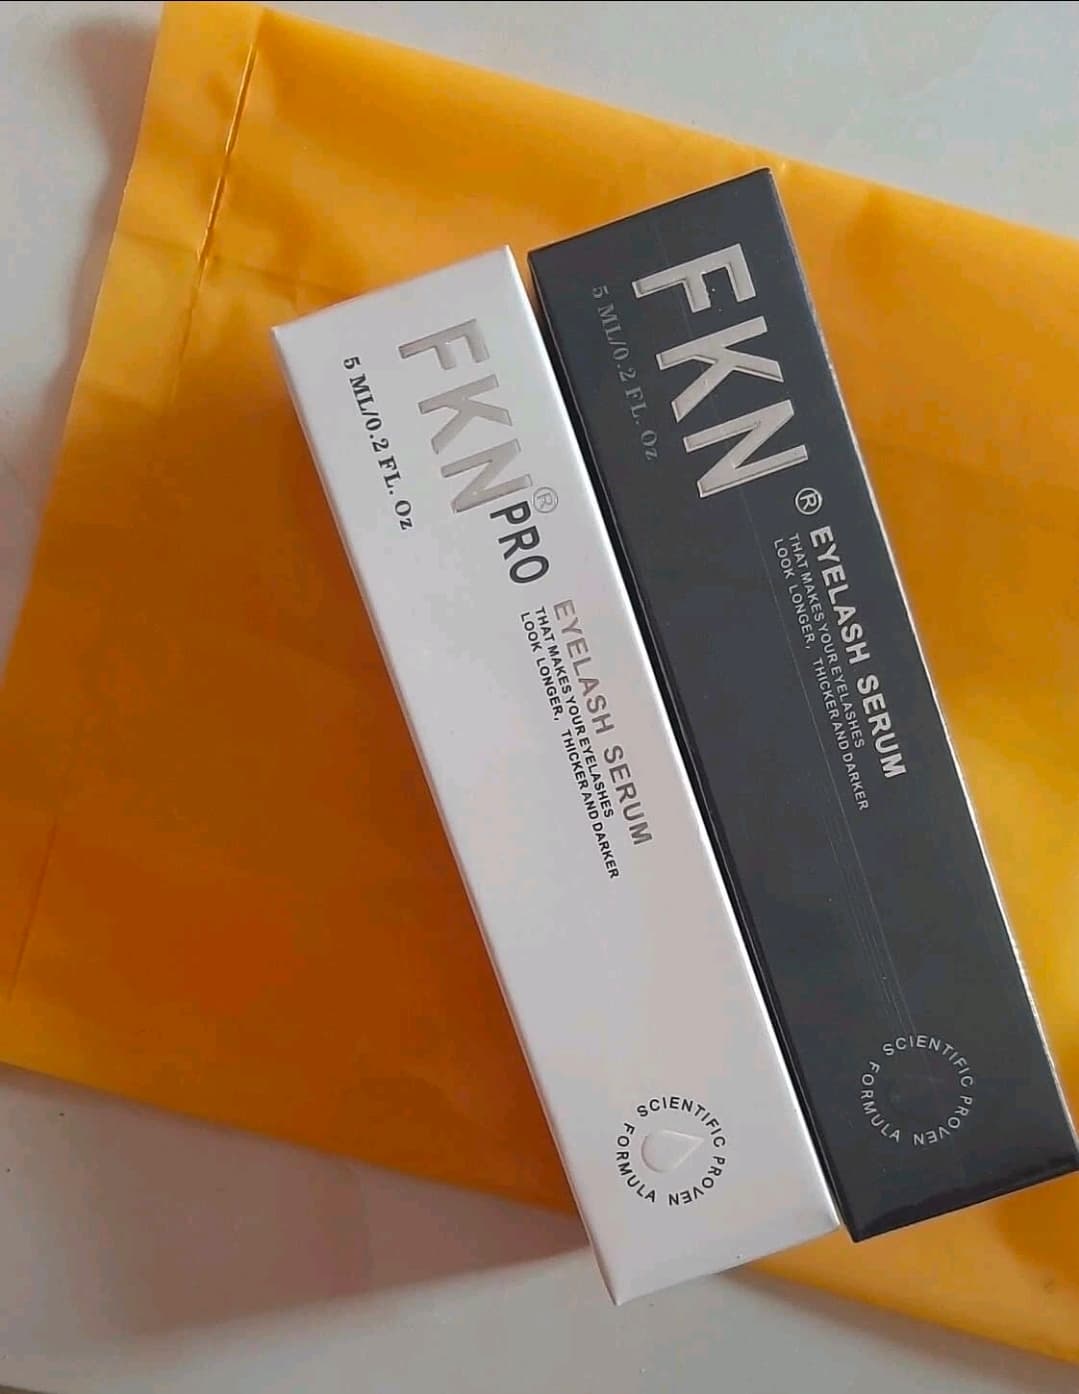 FKN® PRO
5 ML/0.2 FL. Oz
EYELASH SERUM
THAT MAKES YOUR EYELASHES
LOOK LONGER, THICKER AND DARKER
SCIENTIFIC PROVEN FORMULA
FKN®
5 ML/0.2 FL. Oz
EYELASH SERUM
THAT MAKES YOUR EYELASHES
LOOK LONGER, THICKER AND DARKER
SCIENTIFIC PROVEN FORMULA